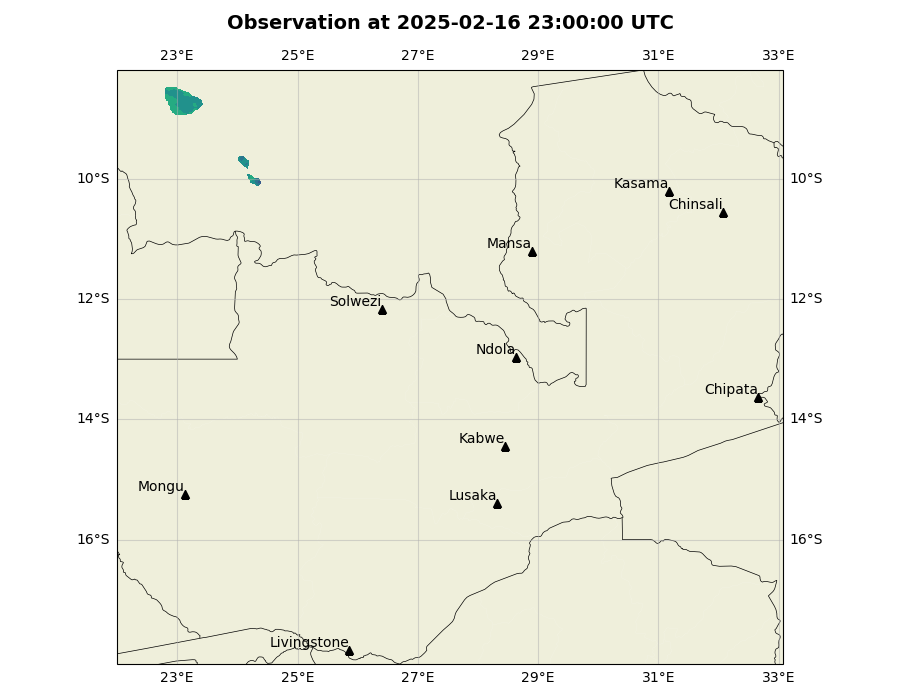 Observation at 2025-02-16 23:00:00 UTC
23°E 25°E 27°E 29°E 31°E 33°E
10°S 10°S
Kasama
Chinsali
Mansa
12°S 12°S
Solwezi
Ndola
Chipata
14°S 14°S
Kabwe
Mongu
Lusaka
16°S 16°S
Livingstone
23°E 25°E 27°E 29°E 31°E 33°E